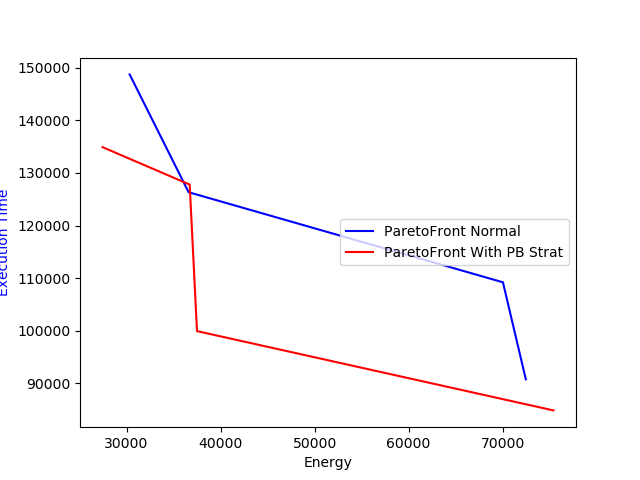 150000
140000
130000
120000
110000
100000
90000
Execution Time
ParetoFront Normal
ParetoFront With PB Strat
30000 40000 50000 60000 70000
Energy